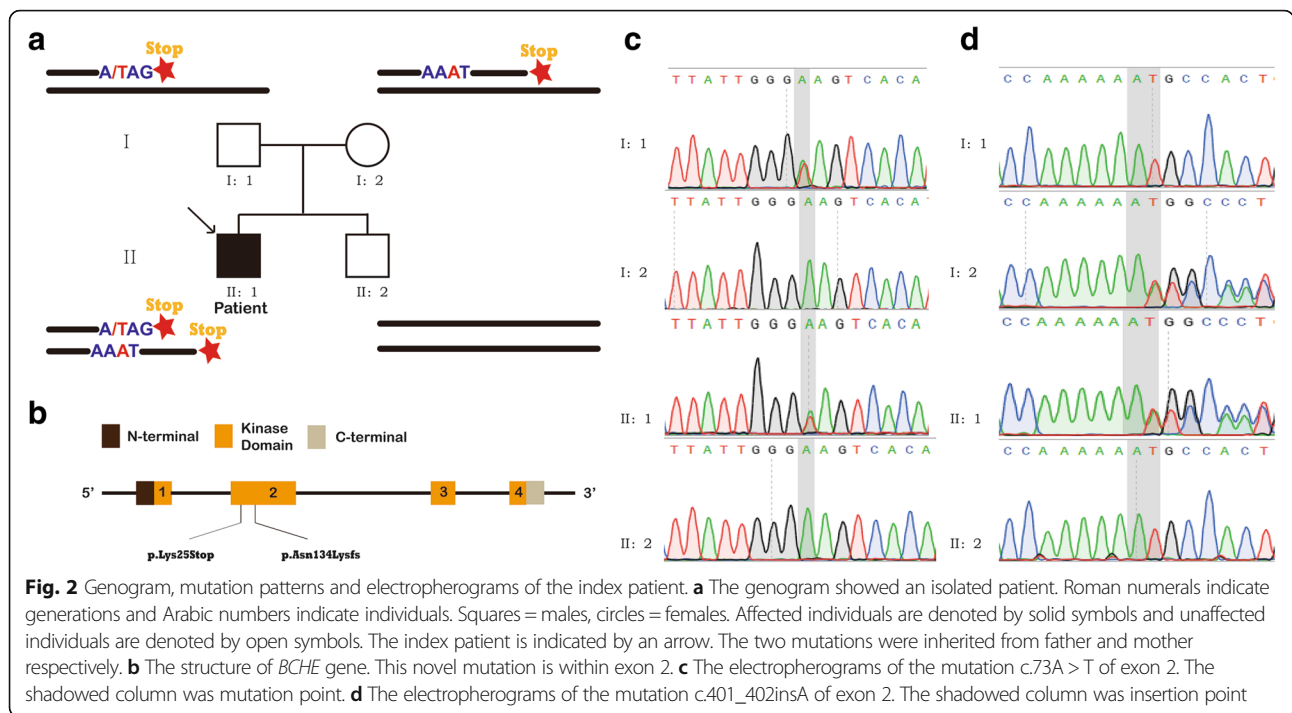 a
Stop
A/TAG
Stop
AAAT
I
I: 1
I: 2
II
II: 1
II: 2
Patient
Stop
A/TAG
Stop
AAAT
b
N-terminal
Kinase
Domain
C-terminal
5’
1
2
3
4
3’
p.Lys25Stop
p.Asn134Lysfs
c
T T A T T G G G A A G T C A C A
I: 1
T T A T T G G G A A G T C A C A T
I: 2
T T A T T G G G A A G T C A C A
II: 1
T T A T T G G G A A G T C A C A
II: 2
d
C C A A A A A A T G C C A C T
I: 1
C C A A A A A A T G G C C C T
I: 2
C C A A A A A A T G G C C C T
II: 1
C C A A A A A A T G C C A C T
II: 2
Fig. 2 Genogram, mutation patterns and electropherograms of the index patient. a The genogram showed an isolated patient. Roman numerals indicate
generations and Arabic numbers indicate individuals. Squares = males, circles = females. Affected individuals are denoted by solid symbols and unaffected
individuals are denoted by open symbols. The index patient is indicated by an arrow. The two mutations were inherited from father and mother
respectively. b The structure of BCHE gene. This novel mutation is within exon 2. c The electropherograms of the mutation c.73A > T of exon 2. The
shadowed column was mutation point. d The electropherograms of the mutation c.401_402insA of exon 2. The shadowed column was insertion point